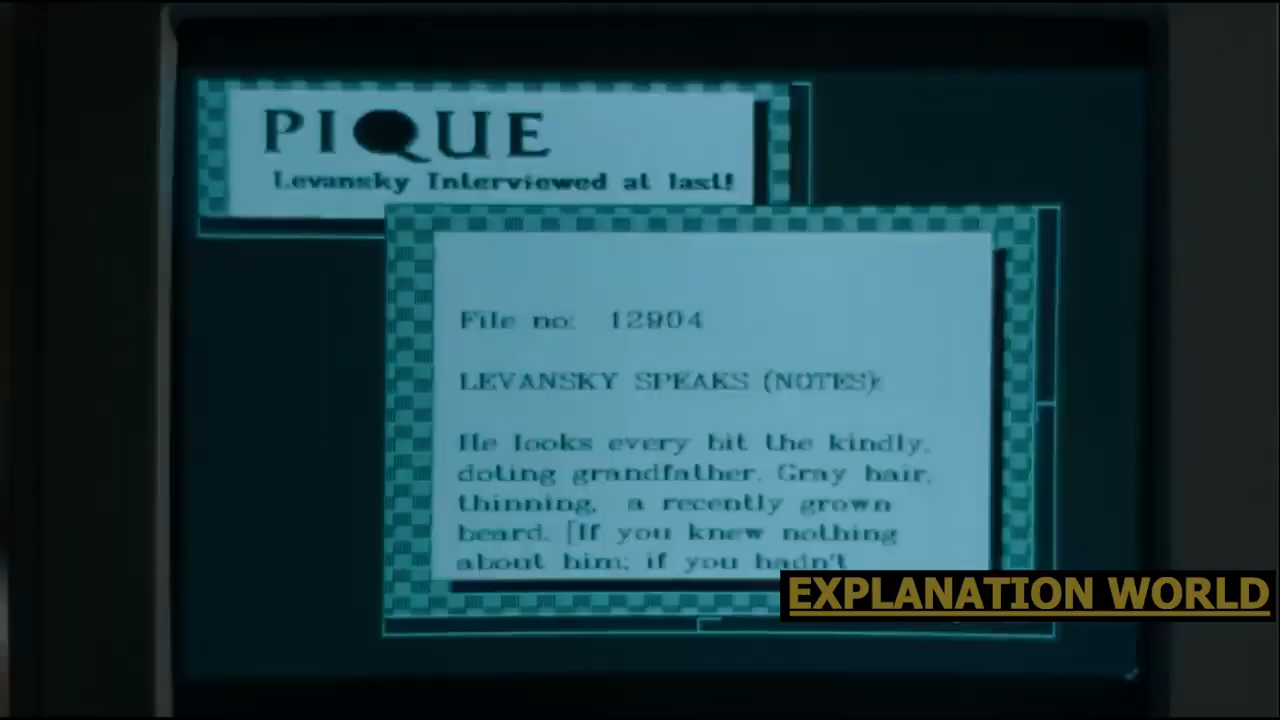 PIQUE
Levansky Interviewed at last!
File no: 12904
LEVANSKY SPEAKS (NOTES):
He looks every bit the kindly,
doting grandfather. Gray hair,
thinning, a recently grown
beard. [If you knew nothing
about him; if you hadn't
EXPLANATION WORLD